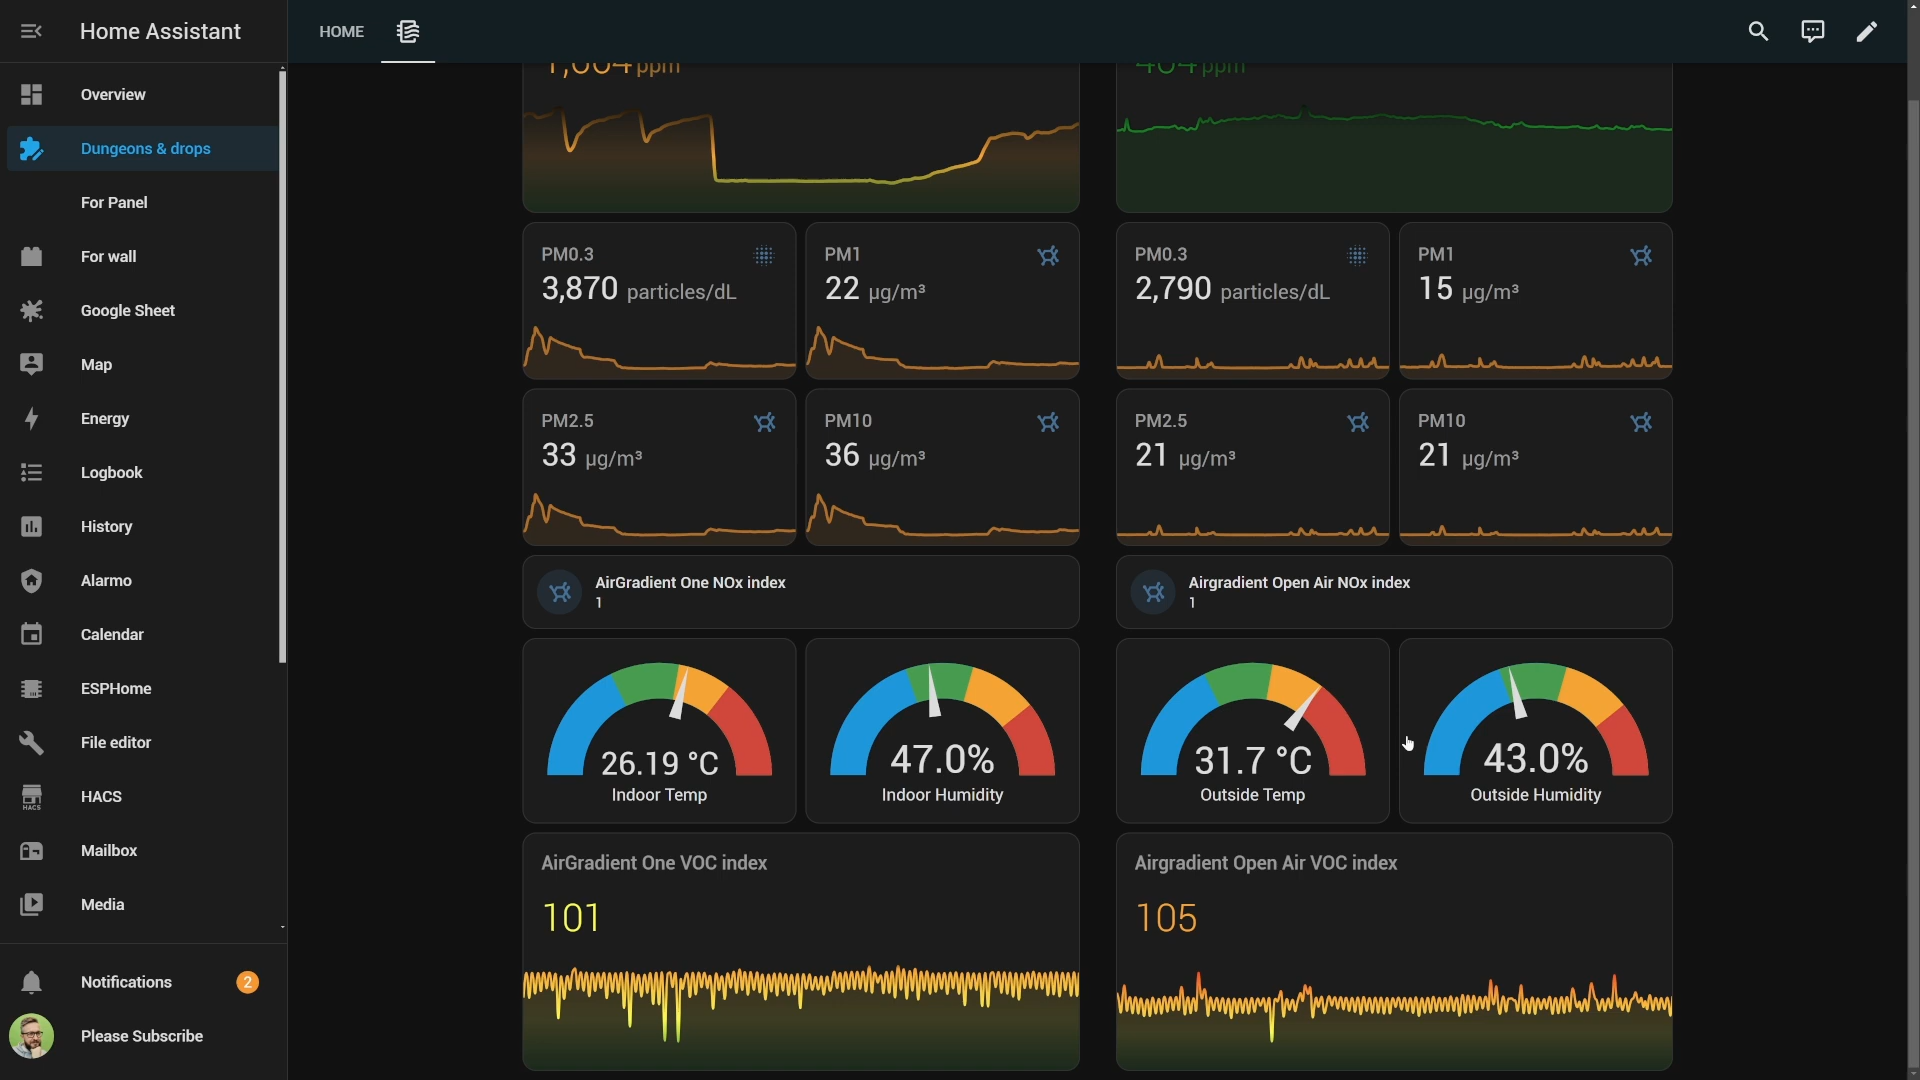 Home Assistant
HOME
Overview
Dungeons & drops
For Panel
For wall
Google Sheet
Map
Energy
Logbook
History
Alarmo
Calendar
ESPHome
File editor
HACS
HACS
Mailbox
Media
Notifications
2
Please Subscribe
ppm
ppm
PM0.3
3,870 particles/dL
PM1
22 µg/m³
PM0.3
2,790 particles/dL
PM1
15 µg/m³
PM2.5
33 µg/m³
PM10
36 µg/m³
PM2.5
21 µg/m³
PM10
21 µg/m³
AirGradient One NOx index
1
Airgradient Open Air NOx index
1
26.19 °C
Indoor Temp
47.0%
Indoor Humidity
31.7 °C
Outside Temp
43.0%
Outside Humidity
AirGradient One VOC index
101
Airgradient Open Air VOC index
105